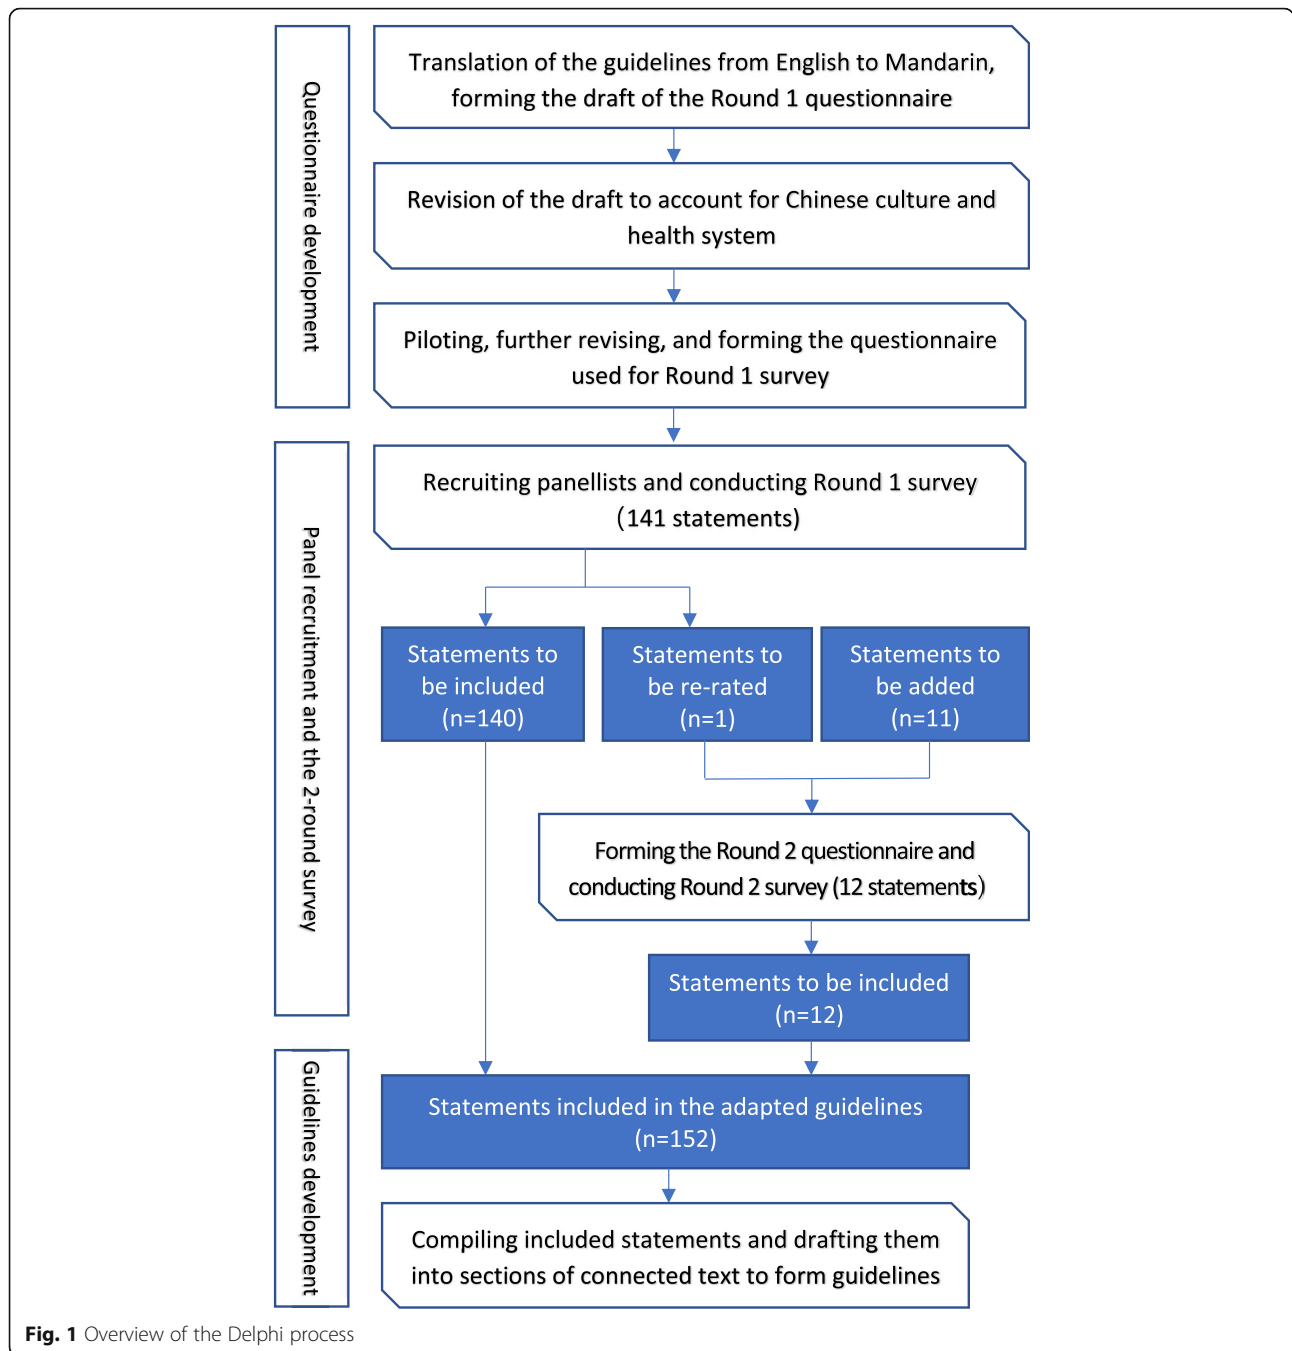 Questionnaire development
Translation of the guidelines from English to Mandarin,
forming the draft of the Round 1 questionnaire
Revision of the draft to account for Chinese culture and
health system
Piloting, further revising, and forming the questionnaire
used for Round 1 survey
Panel recruitment and the 2-round survey
Recruiting panellists and conducting Round 1 survey
(141 statements)
Statements to
be included
(n=140)
Statements to
be re-rated
(n=1)
Statements to
be added
(n=11)
Forming the Round 2 questionnaire and
conducting Round 2 survey (12 statements)
Statements to be included
(n=12)
Guidelines development
Statements included in the adapted guidelines
(n=152)
Compiling included statements and drafting them
into sections of connected text to form guidelines
Fig. 1 Overview of the Delphi process